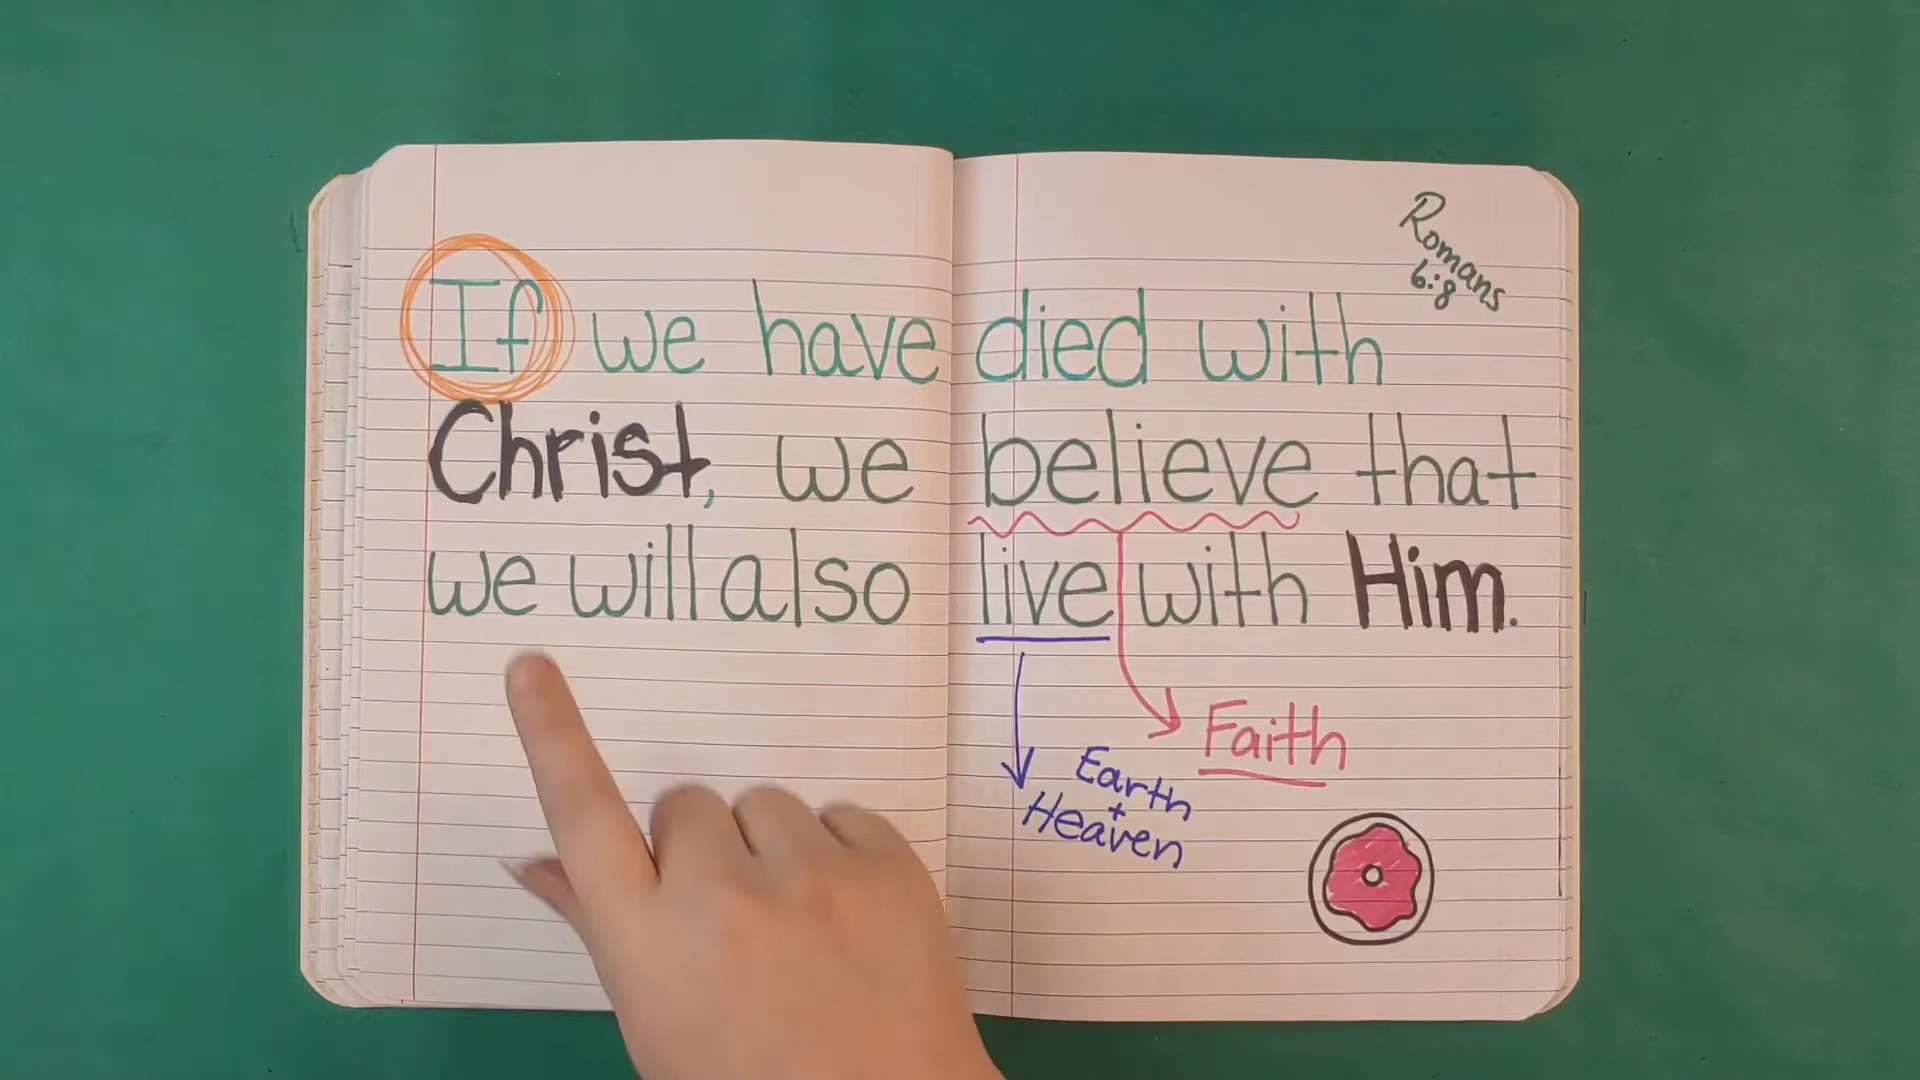 Romans
6:8
If we have died with
Christ, we believe that
we will also live with Him.
Faith
Earth
+
Heaven